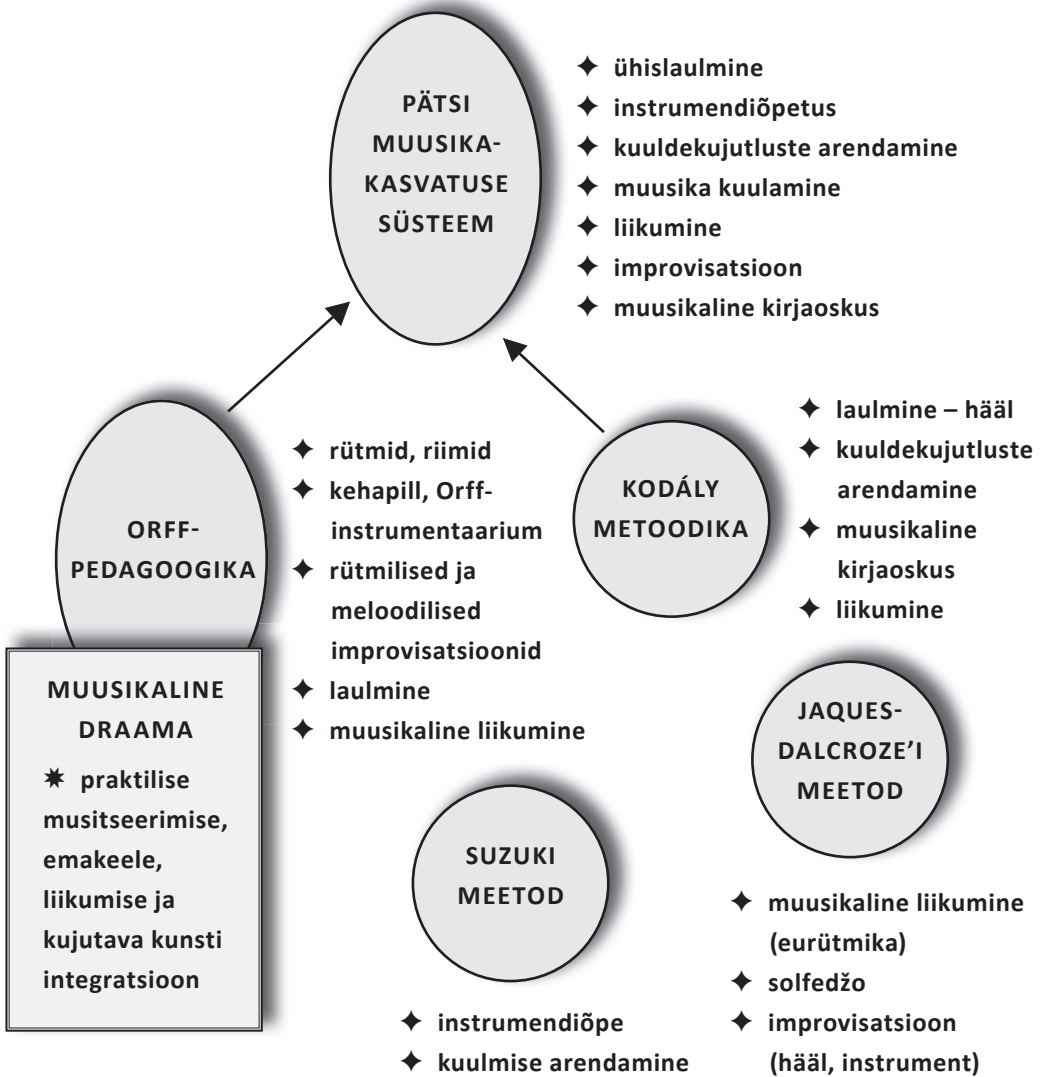 PÄTSI
MUUSIKA-
KASVATUSE
SÜSTEEM
✦ ühislaulmine
✦ instrumendiõpetus
✦ kuuldekujutluste arendamine
✦ muusika kuulamine
✦ liikumine
✦ improvisatsioon
✦ muusikaline kirjaoskus
ORFF-
PEDAGOOGIKA
✦ rütmid, riimid
✦ kehapill, Orff-
instrumentaarium
✦ rütmilised ja
meloodilised
improvisatsioonid
✦ laulmine
✦ muusikaline liikumine
MUUSIKALINE
DRAAMA
✷ praktilise
musitseerimise,
emakeele,
liikumise ja
kujutava kunsti
integratsioon
KODÁLY
METOODIKA
✦ laulmine – hääl
✦ kuuldekujutluste
arendamine
✦ muusikaline
kirjaoskus
✦ liikumine
SUZUKI
MEETOD
✦ instrumendiõpe
✦ kuulmise arendamine
JAQUES-
DALCROZE’I
MEETOD
✦ muusikaline liikumine
(eurütmika)
✦ solfedžo
✦ improvisatsioon
(hääl, instrument)